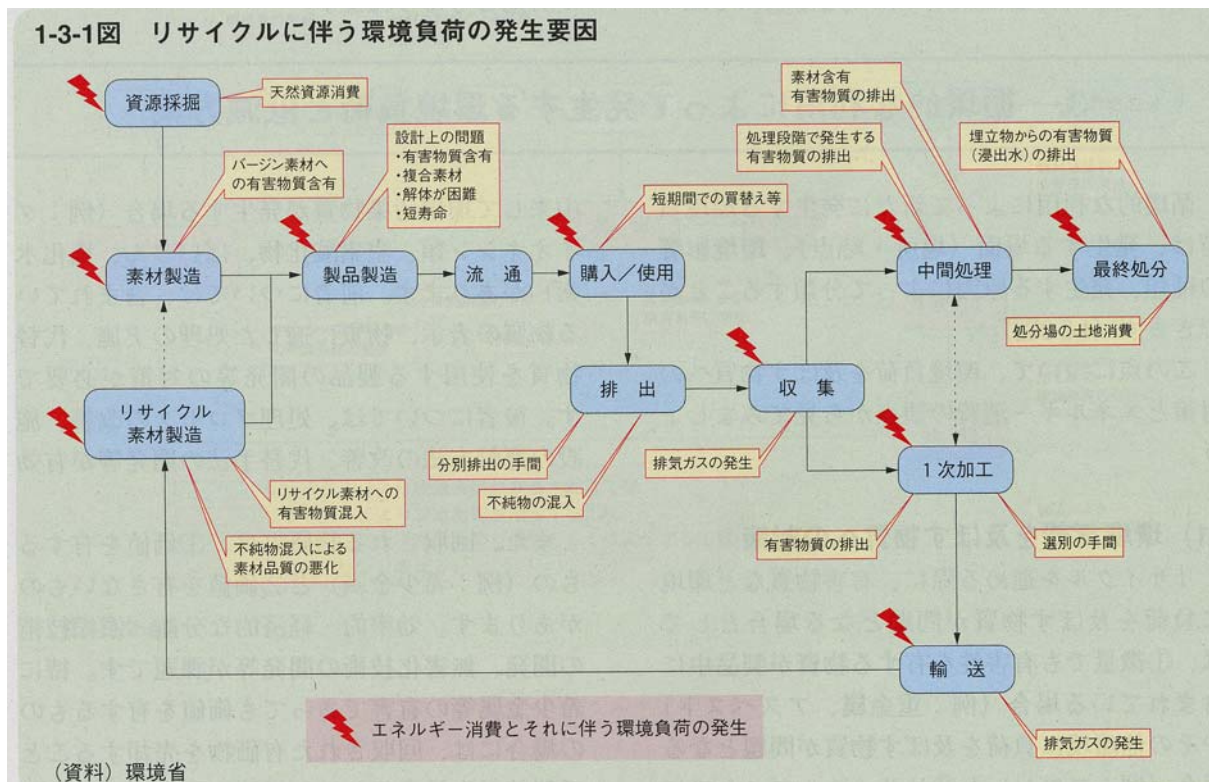 1-3-1図 リサイクルに伴う環境負荷の発生要因
資源採掘
天然資源消費
バージン素材へ
の有害物質含有
設計上の問題
・有害物質含有
・複合素材
・解体が困難
・短寿命
短期間での買替え等
素材含有
有害物質の排出
処理段階で発生する
有害物質の排出
埋立物からの有害物質
(浸出水)の排出
素材製造
製品製造
流通
購入/使用
中間処理
最終処分
処分場の土地消費
リサイクル
素材製造
排出
収集
1次加工
分別排出の手間
不純物の混入
排気ガスの発生
リサイクル素材への
有害物質混入
不純物混入による
素材品質の悪化
有害物質の排出
選別の手間
輸送
排気ガスの発生
エネルギー消費とそれに伴う環境負荷の発生
(資料)環境省